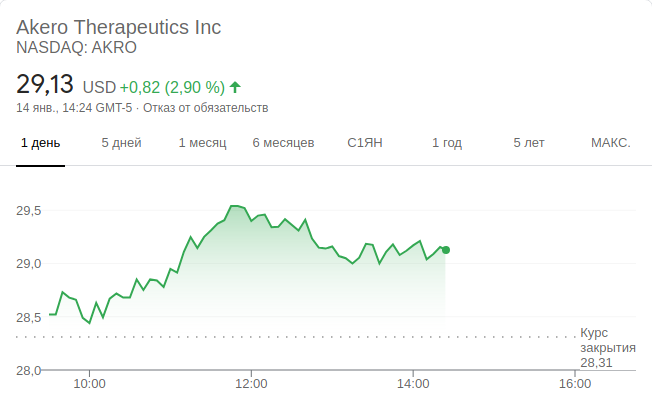 Akero Therapeutics Inc
NASDAQ: AKRO
29,13 USD +0,82 (2,90 %)
14 янв., 14:24 GMT-5 · Отказ от обязательств
1 день 5 дней 1 месяц 6 месяцев С1ЯН 1 год 5 лет МАКС.
29,5
29,0
28,5
Курс
закрытия
28,31
28,0
10:00 12:00 14:00 16:00